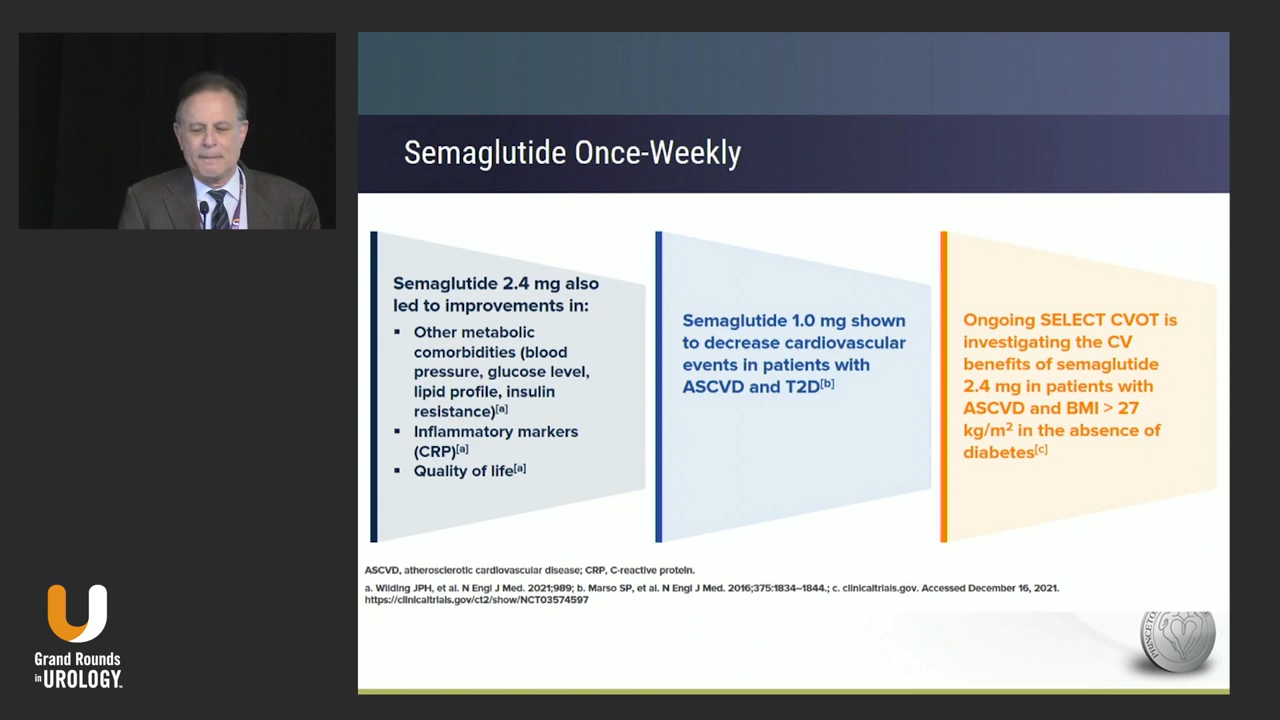 Semaglutide Once-Weekly
Semaglutide 2.4 mg also
led to improvements in:
▪ Other metabolic
comorbidities (blood
pressure, glucose level,
lipid profile, insulin
resistance)[a]
▪ Inflammatory markers
(CRP)[a]
▪ Quality of life[a]
Semaglutide 1.0 mg shown
to decrease cardiovascular
events in patients with
ASCVD and T2D[b]
Ongoing SELECT CVOT is
investigating the CV
benefits of semaglutide
2.4 mg in patients with
ASCVD and BMI > 27
kg/m² in the absence of
diabetes[c]
ASCVD, atherosclerotic cardiovascular disease; CRP, C-reactive protein.
a. Wilding JPH, et al. N Engl J Med. 2021;989; b. Marso SP, et al. N Engl J Med. 2016;375:1834–1844.; c. clinicaltrials.gov. Accessed December 16, 2021.
https://clinicaltrials.gov/ct2/show/NCT03574597
Grand Rounds
in UROLOGY™